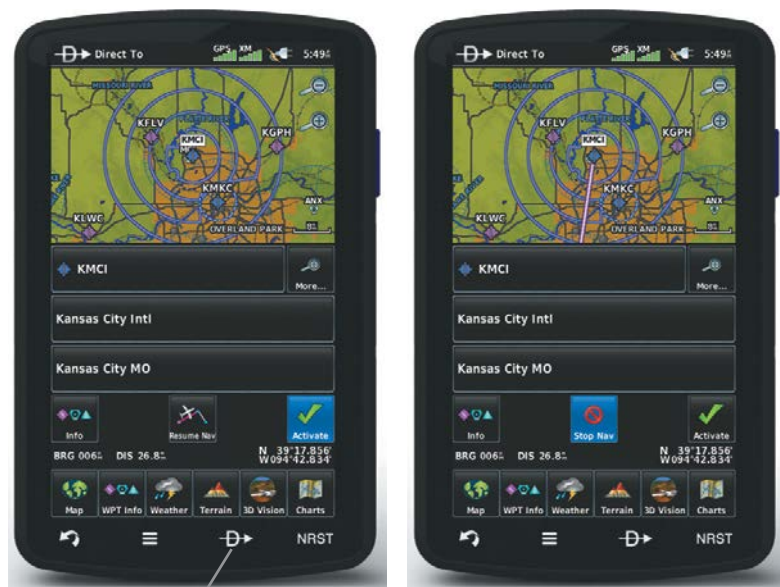 Direct To GPS XM 5:49
MISSOURI RIVER
PLATTE RIVER
KFLV
KMCI
KGPH
KMKC
KLWC
ANX
OVERLAND PARK
KMCI
More...
Kansas City Intl
Kansas City MO
Info
Resume Nav
Activate
BRG 006 DIS 26.8 N 39°17.856'
W094°42.834'
Map WPT Info Weather Terrain 3D Vision Charts
NRST
Direct To GPS XM 5:49
MISSOURI RIVER
PLATTE RIVER
KFLV
KMCI
KGPH
KMKC
KLWC
ANX
OVERLAND PARK
KMCI
More...
Kansas City Intl
Kansas City MO
Info
Stop Nav
Activate
BRG 006 DIS 26.8 N 39°17.856'
W094°42.834'
Map WPT Info Weather Terrain 3D Vision Charts
NRST